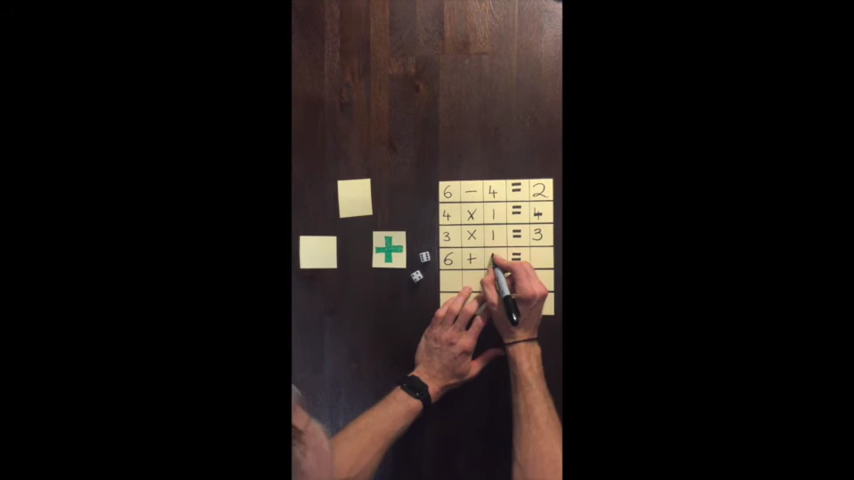 6 - 4 = 2
4 x 1 = 4
3 x 1 = 3
+
6 + =